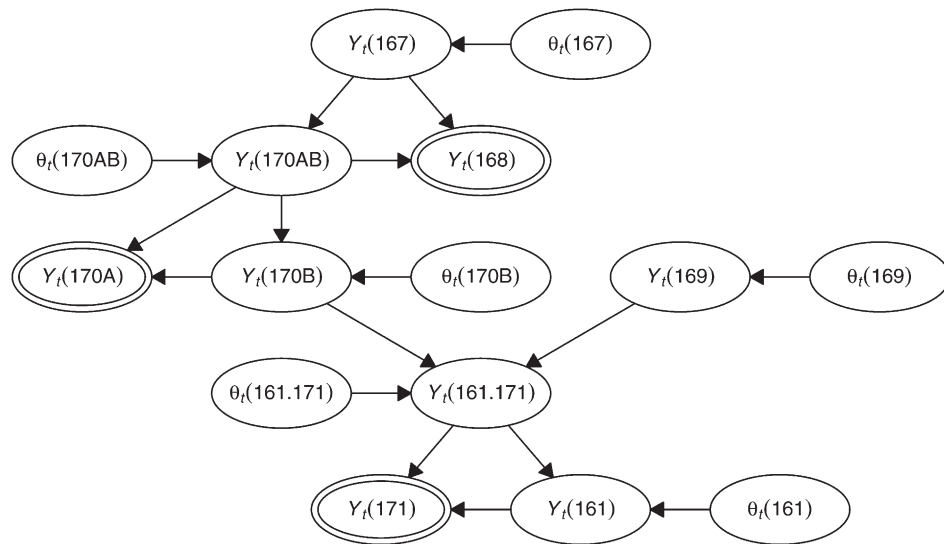 Yₜ(167) θₜ(167)
θₜ(170AB) Yₜ(170AB) Yₜ(168)
Yₜ(170A) Yₜ(170B) θₜ(170B) Yₜ(169) θₜ(169)
θₜ(161.171) Yₜ(161.171)
Yₜ(171) Yₜ(161) θₜ(161)